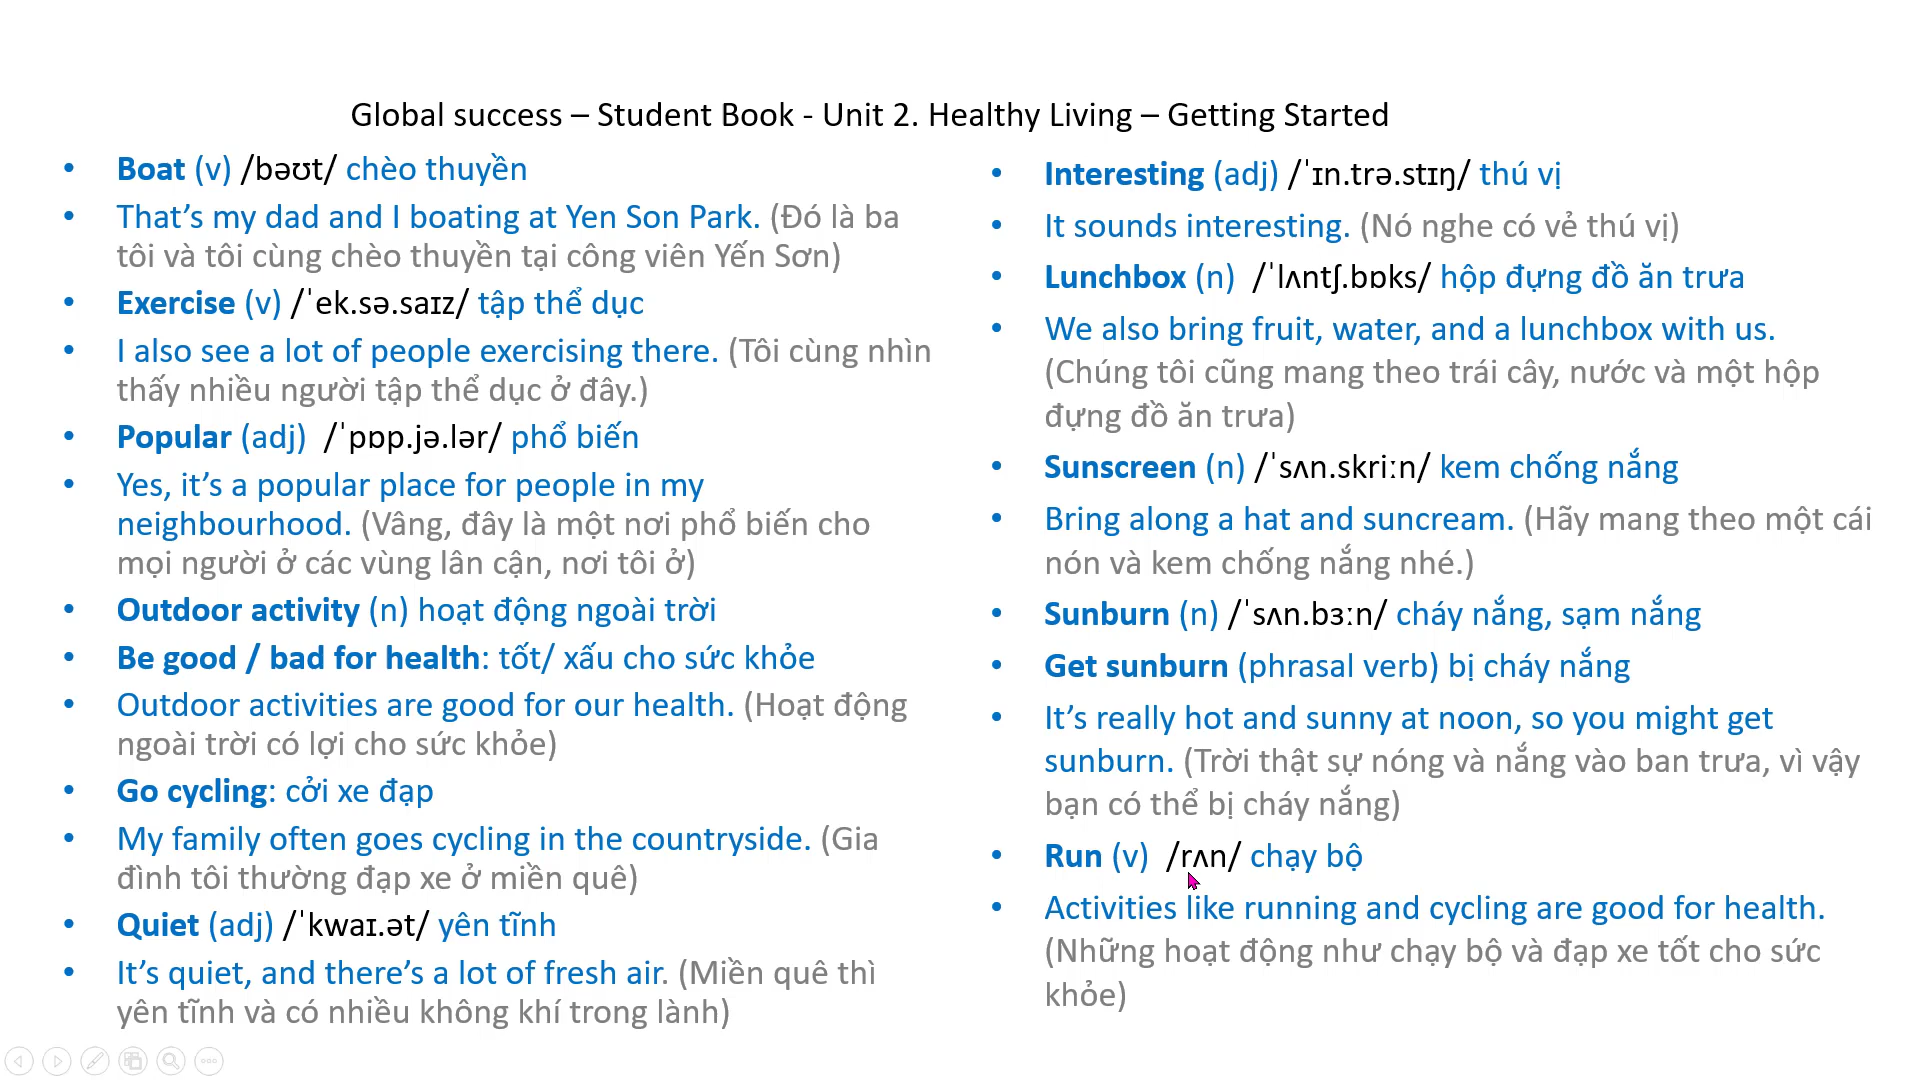 Global success – Student Book - Unit 2. Healthy Living – Getting Started
• Boat (v) /bəʊt/ chèo thuyền
• That’s my dad and I boating at Yen Son Park. (Đó là ba
tôi và tôi cùng chèo thuyền tại công viên Yến Sơn)
• Exercise (v) /ˈek.sə.saɪz/ tập thể dục
• I also see a lot of people exercising there. (Tôi cùng nhìn
thấy nhiều người tập thể dục ở đây.)
• Popular (adj) /ˈpɒp.jə.lər/ phổ biến
• Yes, it’s a popular place for people in my
neighbourhood. (Vâng, đây là một nơi phổ biến cho
mọi người ở các vùng lân cận, nơi tôi ở)
• Outdoor activity (n) hoạt động ngoài trời
• Be good / bad for health: tốt/ xấu cho sức khỏe
• Outdoor activities are good for our health. (Hoạt động
ngoài trời có lợi cho sức khỏe)
• Go cycling: cởi xe đạp
• My family often goes cycling in the countryside. (Gia
đình tôi thường đạp xe ở miền quê)
• Quiet (adj) /ˈkwaɪ.ət/ yên tĩnh
• It’s quiet, and there’s a lot of fresh air. (Miền quê thì
yên tĩnh và có nhiều không khí trong lành)
• Interesting (adj) /ˈɪn.trə.stɪŋ/ thú vị
• It sounds interesting. (Nó nghe có vẻ thú vị)
• Lunchbox (n) /ˈlʌntʃ.bɒks/ hộp đựng đồ ăn trưa
• We also bring fruit, water, and a lunchbox with us.
(Chúng tôi cũng mang theo trái cây, nước và một hộp
đựng đồ ăn trưa)
• Sunscreen (n) /ˈsʌn.skriːn/ kem chống nắng
• Bring along a hat and suncream. (Hãy mang theo một cái
nón và kem chống nắng nhé.)
• Sunburn (n) /ˈsʌn.bɜːn/ cháy nắng, sạm nắng
• Get sunburn (phrasal verb) bị cháy nắng
• It’s really hot and sunny at noon, so you might get
sunburn. (Trời thật sự nóng và nắng vào ban trưa, vì vậy
bạn có thể bị cháy nắng)
• Run (v) /rʌn/ chạy bộ
• Activities like running and cycling are good for health.
(Những hoạt động như chạy bộ và đạp xe tốt cho sức
khỏe)